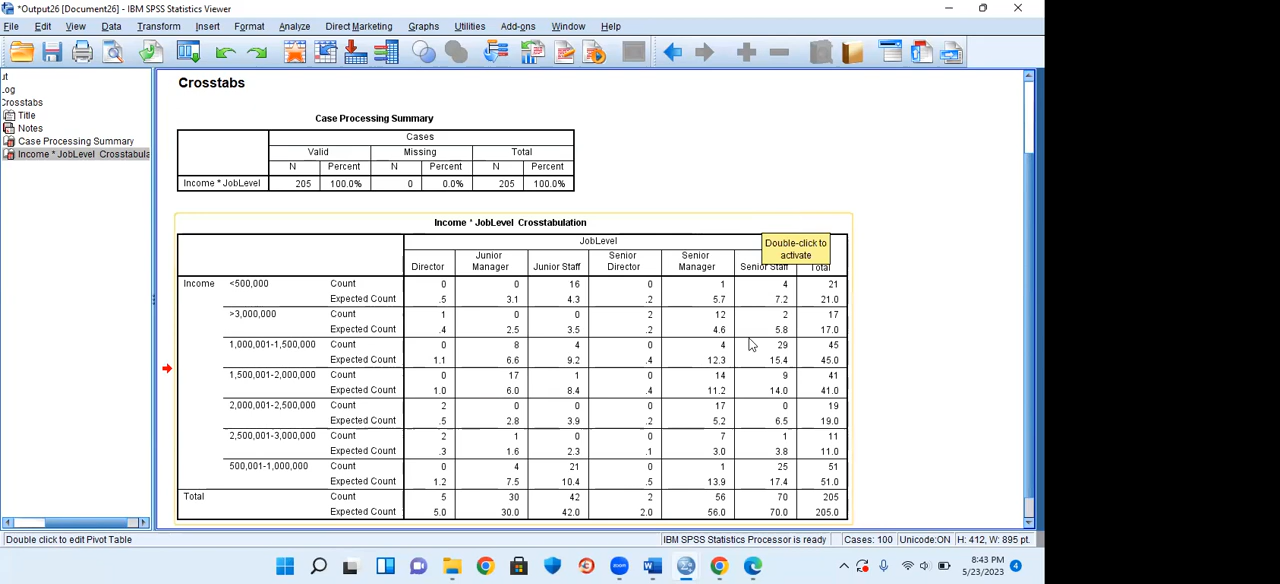 *Output26 [Document26] - IBM SPSS Statistics Viewer
File Edit View Data Transform Insert Format Analyze Direct Marketing Graphs Utilities Add-ons Window Help
ut
.og
Crosstabs
Title
Notes
Case Processing Summary
Income * JobLevel Crosstabula
Crosstabs
Case Processing Summary
Cases
Valid Missing Total
N Percent N Percent N Percent
Income * JobLevel 205 100.0% 0 0.0% 205 100.0%
Income * JobLevel Crosstabulation
JobLevel
Double-click to
activate
Junior Senior Senior
Director Manager Junior Staff Director Manager Senior Staff Total
Income <500,000 Count 0 0 16 0 1 4 21
Expected Count .5 3.1 4.3 .2 5.7 7.2 21.0
>3,000,000 Count 1 0 0 2 12 2 17
Expected Count .4 2.5 3.5 .2 4.6 5.8 17.0
1,000,001-1,500,000 Count 0 8 4 0 4 29 45
Expected Count 1.1 6.6 9.2 .4 12.3 15.4 45.0
1,500,001-2,000,000 Count 0 17 1 0 14 9 41
Expected Count 1.0 6.0 8.4 .4 11.2 14.0 41.0
2,000,001-2,500,000 Count 2 0 0 0 17 0 19
Expected Count .5 2.8 3.9 .2 5.2 6.5 19.0
2,500,001-3,000,000 Count 2 1 0 0 7 1 11
Expected Count .3 1.6 2.3 .1 3.0 3.8 11.0
500,001-1,000,000 Count 0 4 21 0 1 25 51
Expected Count 1.2 7.5 10.4 .5 13.9 17.4 51.0
Total Count 5 30 42 2 56 70 205
Expected Count 5.0 30.0 42.0 2.0 56.0 70.0 205.0
Double click to edit Pivot Table IBM SPSS Statistics Processor is ready Cases: 100 Unicode:ON H: 412, W: 895 pt.
zoom
8:43 PM
5/23/2023
4